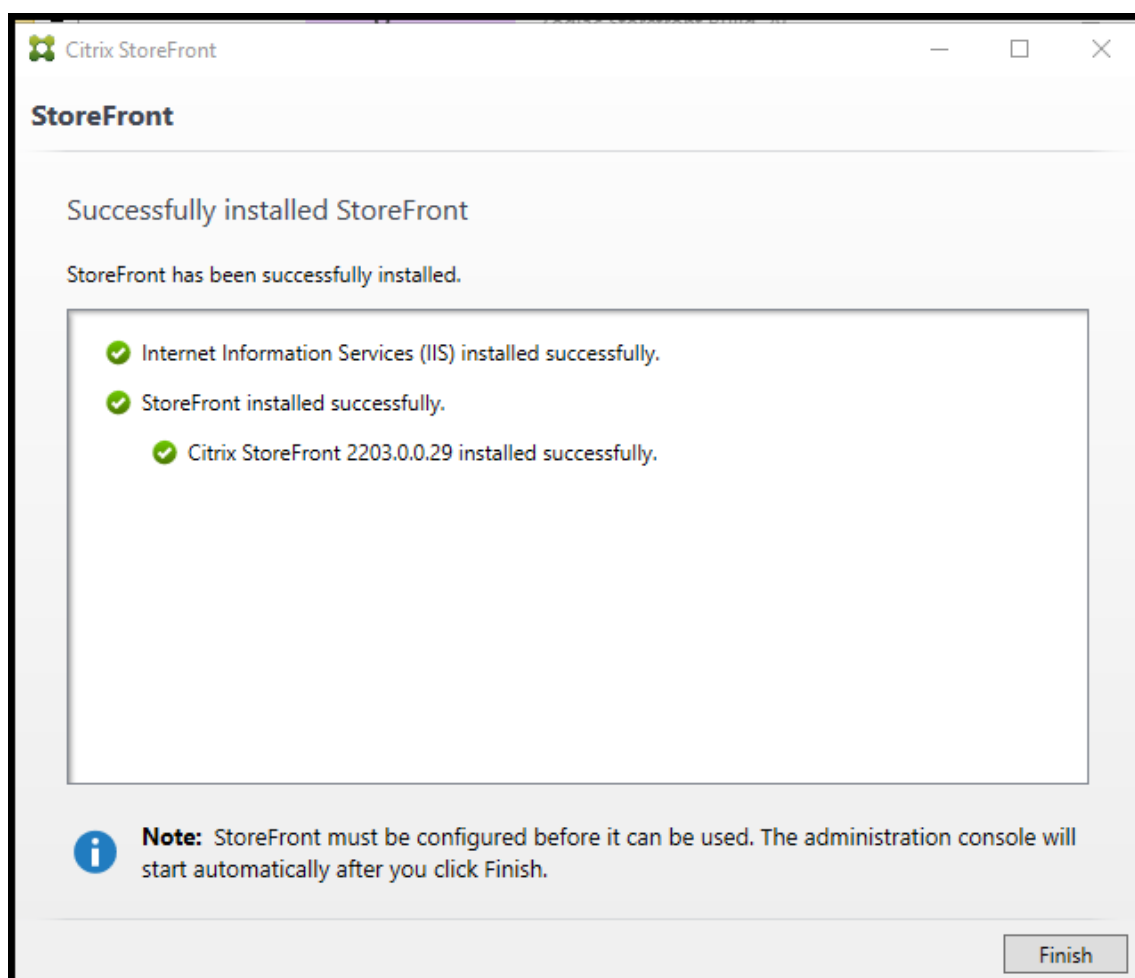 Citrix StoreFront
StoreFront
Successfully installed StoreFront
StoreFront has been successfully installed.
Internet Information Services (IIS) installed successfully.
StoreFront installed successfully.
Citrix StoreFront 2203.0.0.29 installed successfully.
Note: StoreFront must be configured before it can be used. The administration console will
start automatically after you click Finish.
Finish